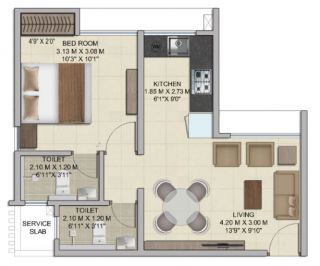 4'9" X 2'0"
BED ROOM
3.13 M X 3.08 M
10'3" X 10'1"
KITCHEN
1.85 M X 2.73 M
6'1"X 9'0"
TOILET
2.10 M X 1.20 M
6'11"X 3'11"
TOILET
2.10 M X 1.20 M
6'11" X 3'11"
SERVICE
SLAB
LIVING
4.20 M X 3.00 M
13'9"X 9'10"